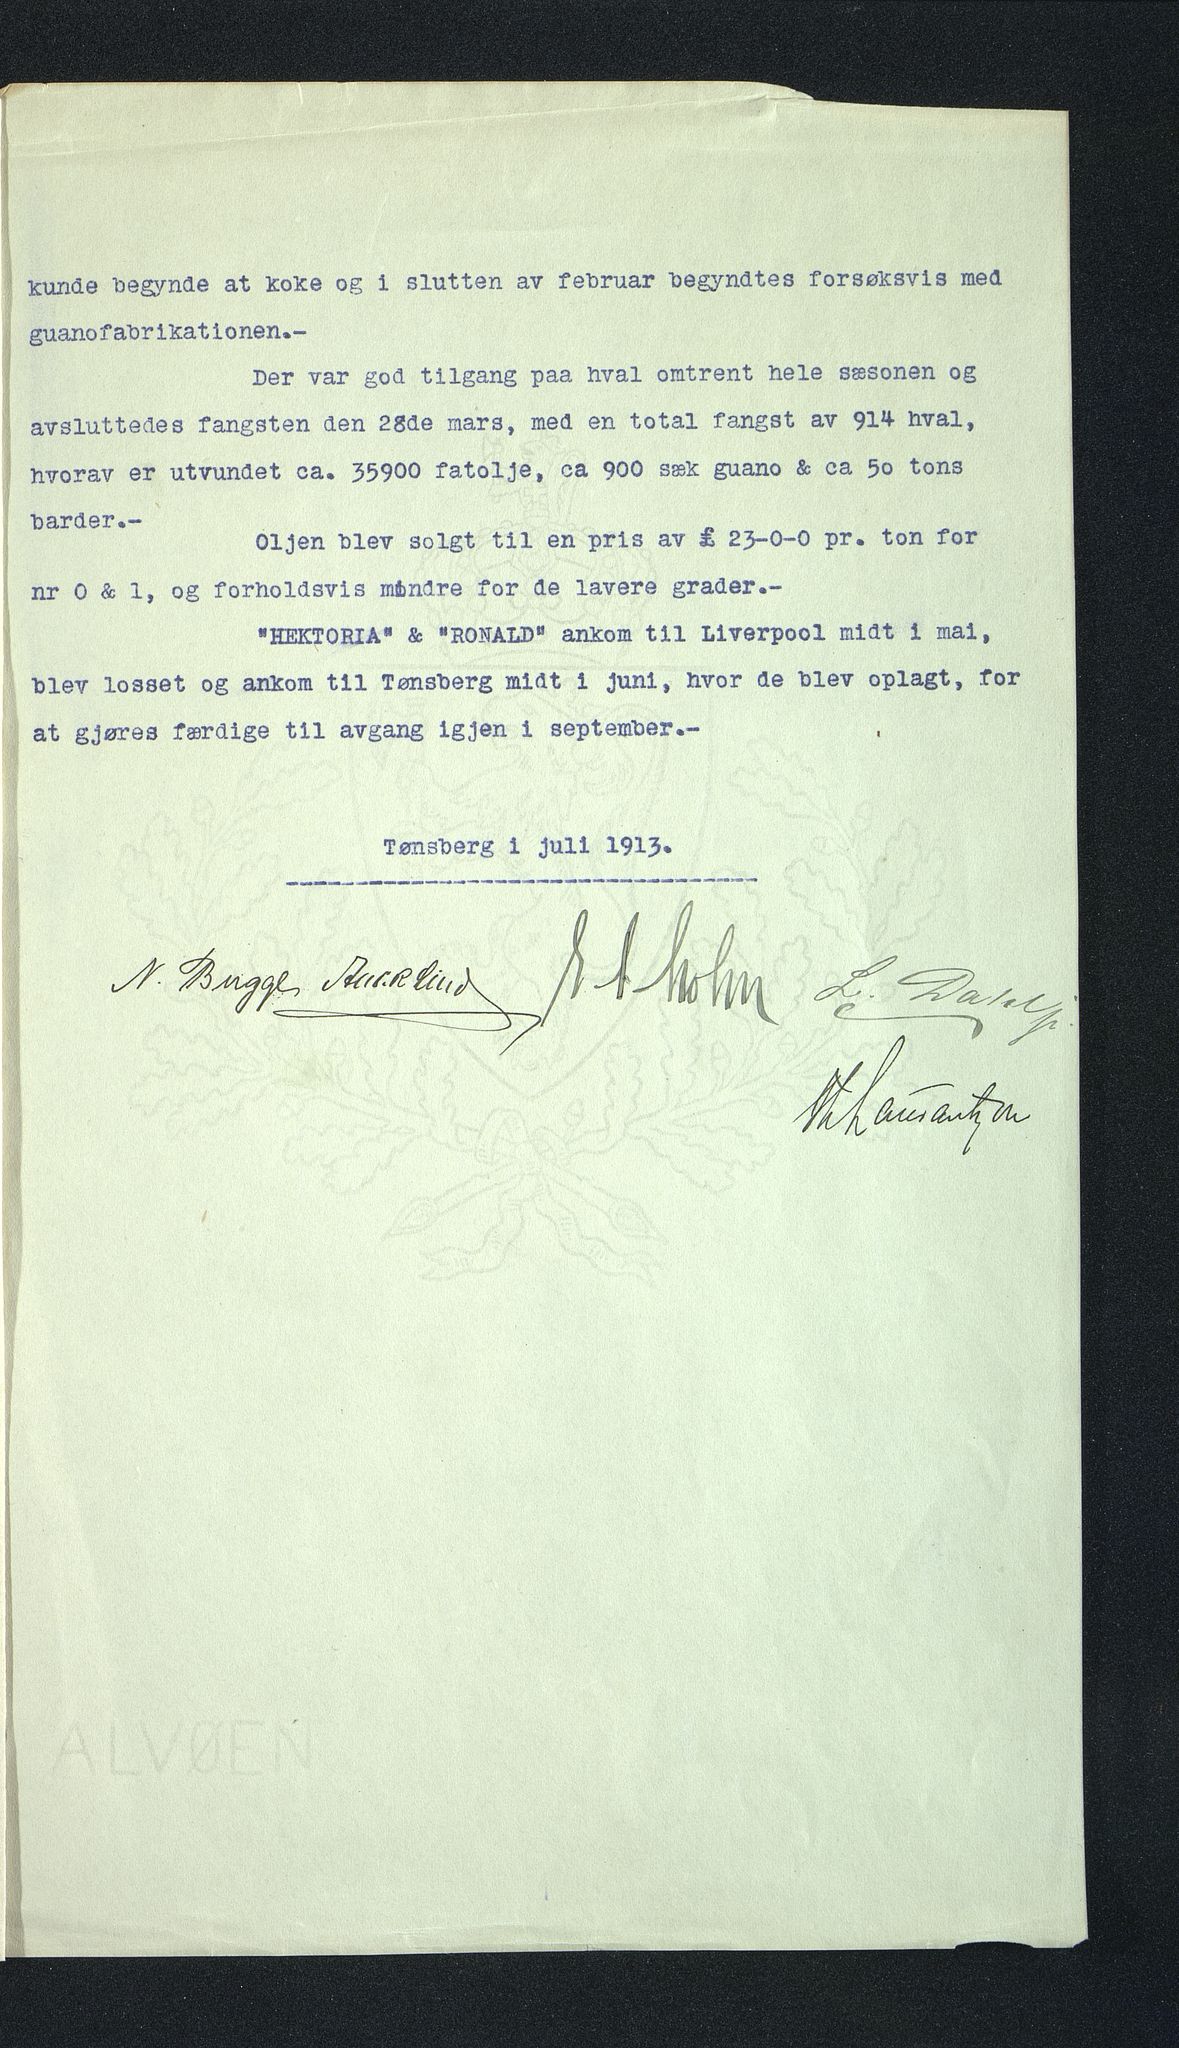 kunde begynde at koke og i slutten av februar begyndtes forsøksvis med
guanofabrikationen.-
Der var god tilgang paa hval omtrent hele sæsonen og
avsluttedes fangsten den 28de mars, med en total fangst av 914 hval,
hvorav er utvundet ca. 35900 fatolje, ca 900 sæk guano & ca 50 tons
barder.-
Oljen blev solgt til en pris av £ 23-0-0 pr. ton for
nr 0 & 1, og forholdsvis mindre for de lavere grader.-
"HEKTORIA" & "RONALD" ankom til Liverpool midt i mai,
blev losset og ankom til Tønsberg midt i juni, hvor de blev oplagt, for
at gjøres færdige til avgang igjen i september.-
Tønsberg i juli 1913.
N. Bugge Holm L. Dahl jr.
Laurantzon
ALVØEN